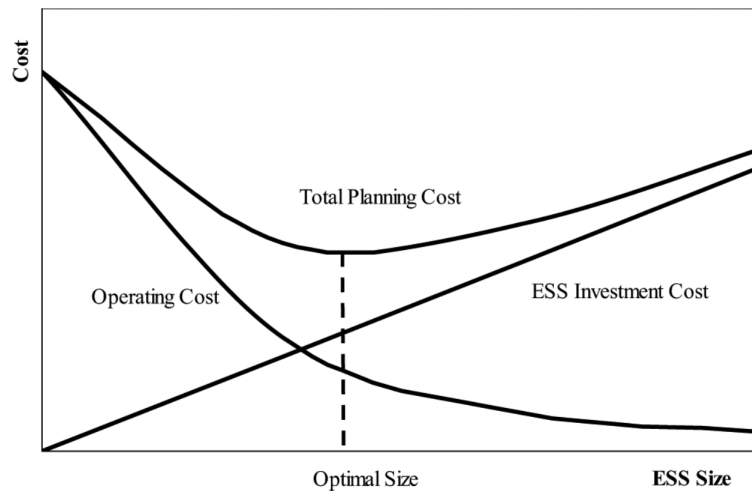 Cost
Total Planning Cost
Operating Cost
ESS Investment Cost
Optimal Size
ESS Size